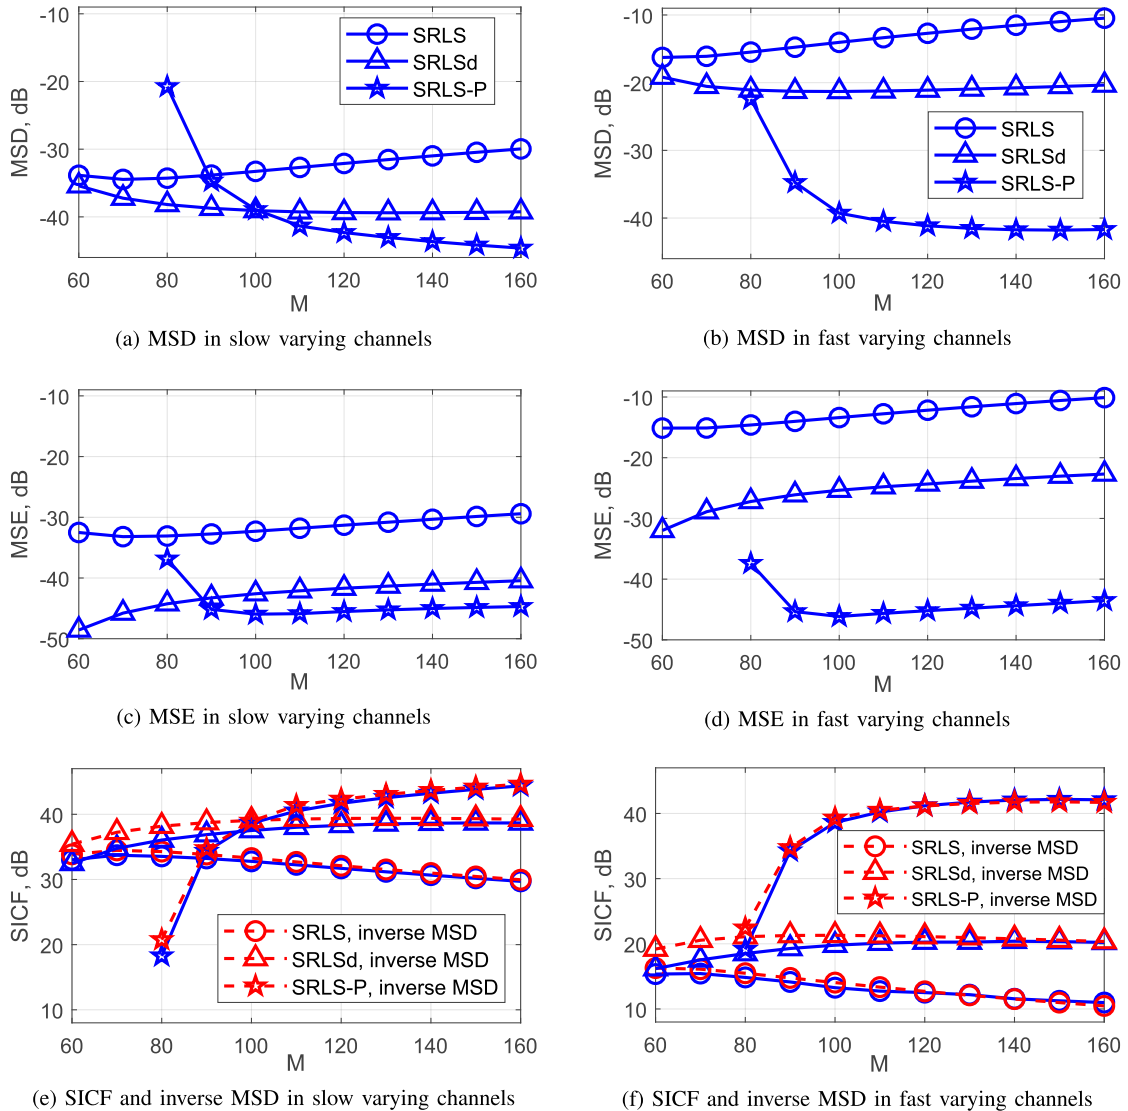 -10
-20
-30
-40
60 80 100 120 140 160
MSD, dB
M
SRLS
SRLSd
SRLS-P
(a) MSD in slow varying channels
-10
-20
-30
-40
60 80 100 120 140 160
MSD, dB
M
SRLS
SRLSd
SRLS-P
(b) MSD in fast varying channels
-10
-20
-30
-40
-50
60 80 100 120 140 160
MSE, dB
M
(c) MSE in slow varying channels
-10
-20
-30
-40
-50
60 80 100 120 140 160
MSE, dB
M
(d) MSE in fast varying channels
40
30
20
10
60 80 100 120 140 160
SICF, dB
M
SRLS, inverse MSD
SRLSd, inverse MSD
SRLS-P, inverse MSD
(e) SICF and inverse MSD in slow varying channels
40
30
20
10
60 80 100 120 140 160
SICF, dB
M
SRLS, inverse MSD
SRLSd, inverse MSD
SRLS-P, inverse MSD
(f) SICF and inverse MSD in fast varying channels